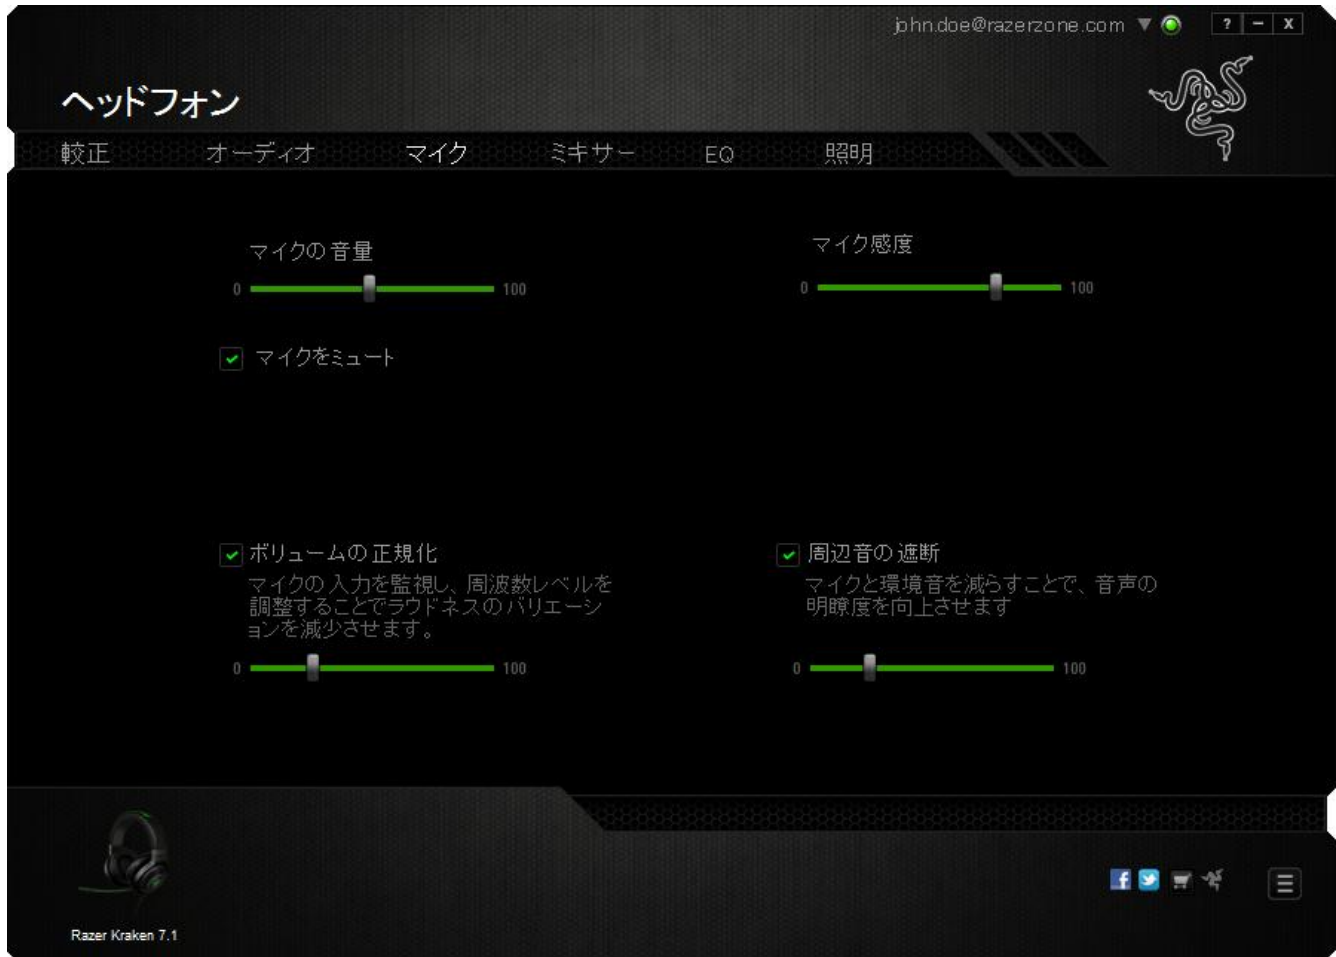 john.doe@razerzone.com
? – X
ヘッドフォン
較正 オーディオ マイク ミキサー EQ 照明
マイクの音量
0 100
マイク感度
0 100
マイクをミュート
ボリュームの正規化
マイクの入力を監視し、周波数レベルを
調整することでラウドネスのバリエーシ
ョンを減少させます。
0 100
周辺音の遮断
マイクと環境音を減らすことで、音声の
明瞭度を向上させます
0 100
Razer Kraken 7.1